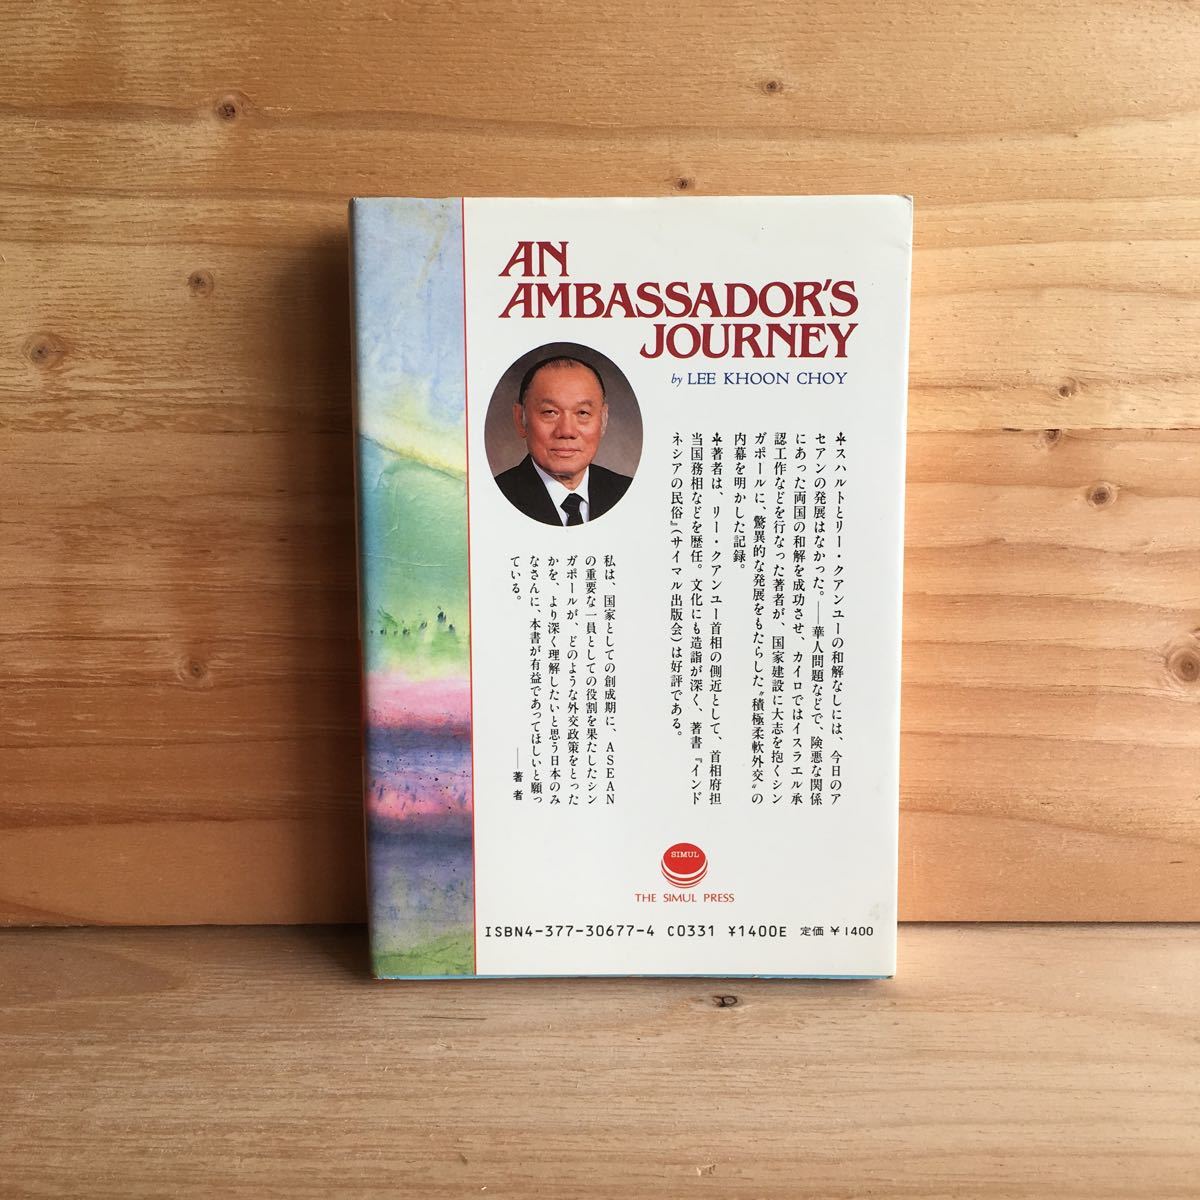 AN
AMBASSADOR'S
JOURNEY
by LEE KHOON CHOY
✢スハルトとリー・クアンユーの和解なしには、今日のア
セアンの発展はなかった。──華人問題などで、険悪な関係
にあった両国の和解を成功させ、カイロではイスラエル承
認工作などを行なった著者が、国家建設に大志を抱くシン
ガポールに、驚異的な発展をもたらした〝積極柔軟外交〟の
内幕を明かした記録。
✢著者は、リー・クアンユー首相の側近として、首相府担
当国務相などを歴任。文化にも造詣が深く、著書『インド
ネシアの民俗』(サイマル出版会)は好評である。
私は、国家としての創成期に、ASEAN
の重要な一員としての役割を果たしたシン
ガポールが、どのような外交政策をとった
かを、より深く理解したいと思う日本のみ
なさんに、本書が有益であってほしいと願っ
ている。
──著 者
SIMUL
THE SIMUL PRESS
ISBN4-377-30677-4 C0331 ¥1400E 定価 ¥1400